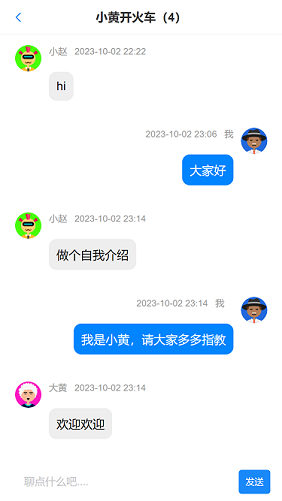 小黄开火车（4）
小赵 2023-10-02 22:22
hi
2023-10-02 23:06 我
大家好
小赵 2023-10-02 23:14
做个自我介绍
2023-10-02 23:14 我
我是小黄，请大家多多指教
大黄 2023-10-02 23:14
欢迎欢迎
聊点什么吧....
发送